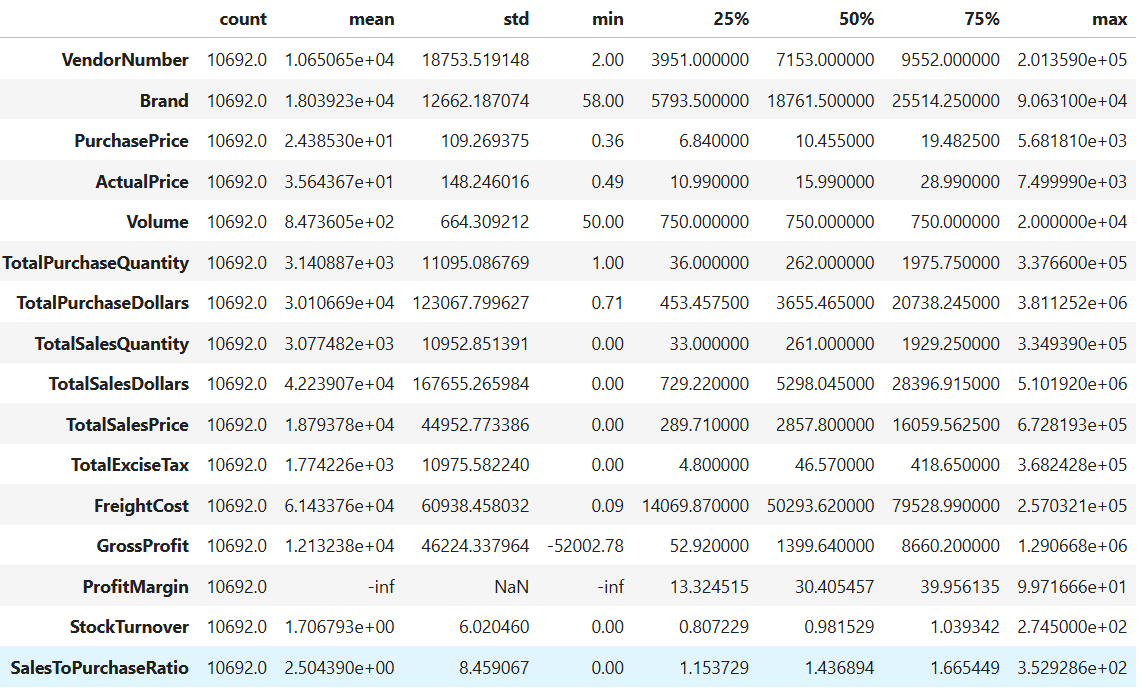 count mean std min 25% 50% 75% max
VendorNumber 10692.0 1.065065e+04 18753.519148 2.00 3951.000000 7153.000000 9552.000000 2.013590e+05
Brand 10692.0 1.803923e+04 12662.187074 58.00 5793.500000 18761.500000 25514.250000 9.063100e+04
PurchasePrice 10692.0 2.438530e+01 109.269375 0.36 6.840000 10.455000 19.482500 5.681810e+03
ActualPrice 10692.0 3.564367e+01 148.246016 0.49 10.990000 15.990000 28.990000 7.499990e+03
Volume 10692.0 8.473605e+02 664.309212 50.00 750.000000 750.000000 750.000000 2.000000e+04
TotalPurchaseQuantity 10692.0 3.140887e+03 11095.086769 1.00 36.000000 262.000000 1975.750000 3.376600e+05
TotalPurchaseDollars 10692.0 3.010669e+04 123067.799627 0.71 453.457500 3655.465000 20738.245000 3.811252e+06
TotalSalesQuantity 10692.0 3.077482e+03 10952.851391 0.00 33.000000 261.000000 1929.250000 3.349390e+05
TotalSalesDollars 10692.0 4.223907e+04 167655.265984 0.00 729.220000 5298.045000 28396.915000 5.101920e+06
TotalSalesPrice 10692.0 1.879378e+04 44952.773386 0.00 289.710000 2857.800000 16059.562500 6.728193e+05
TotalExciseTax 10692.0 1.774226e+03 10975.582240 0.00 4.800000 46.570000 418.650000 3.682428e+05
FreightCost 10692.0 6.143376e+04 60938.458032 0.09 14069.870000 50293.620000 79528.990000 2.570321e+05
GrossProfit 10692.0 1.213238e+04 46224.337964 -52002.78 52.920000 1399.640000 8660.200000 1.290668e+06
ProfitMargin 10692.0 -inf NaN -inf 13.324515 30.405457 39.956135 9.971666e+01
StockTurnover 10692.0 1.706793e+00 6.020460 0.00 0.807229 0.981529 1.039342 2.745000e+02
SalesToPurchaseRatio 10692.0 2.504390e+00 8.459067 0.00 1.153729 1.436894 1.665449 3.529286e+02